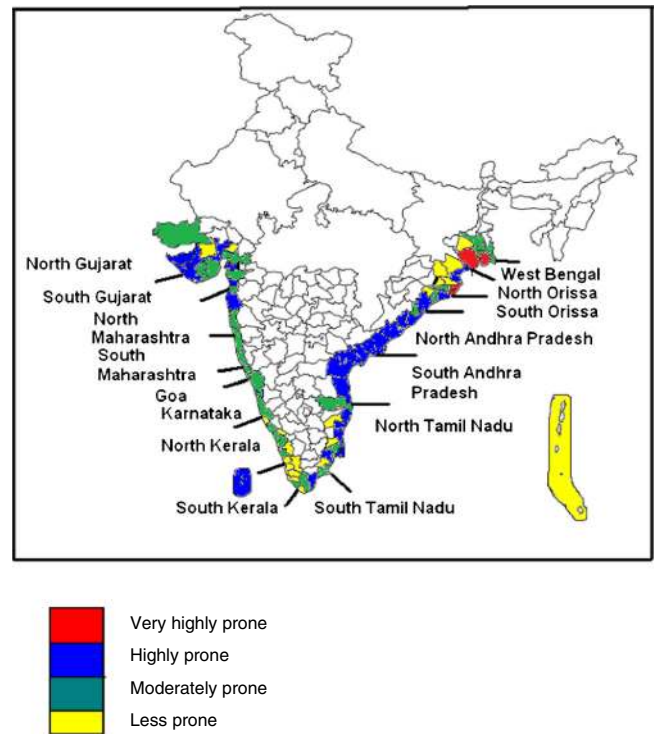 North Gujarat
South Gujarat
North
Maharashtra
South
Maharashtra
Goa
Karnataka
North Kerala
South Kerala
South Tamil Nadu
West Bengal
North Orissa
South Orissa
North Andhra Pradesh
South Andhra
Pradesh
North Tamil Nadu
Very highly prone
Highly prone
Moderately prone
Less prone